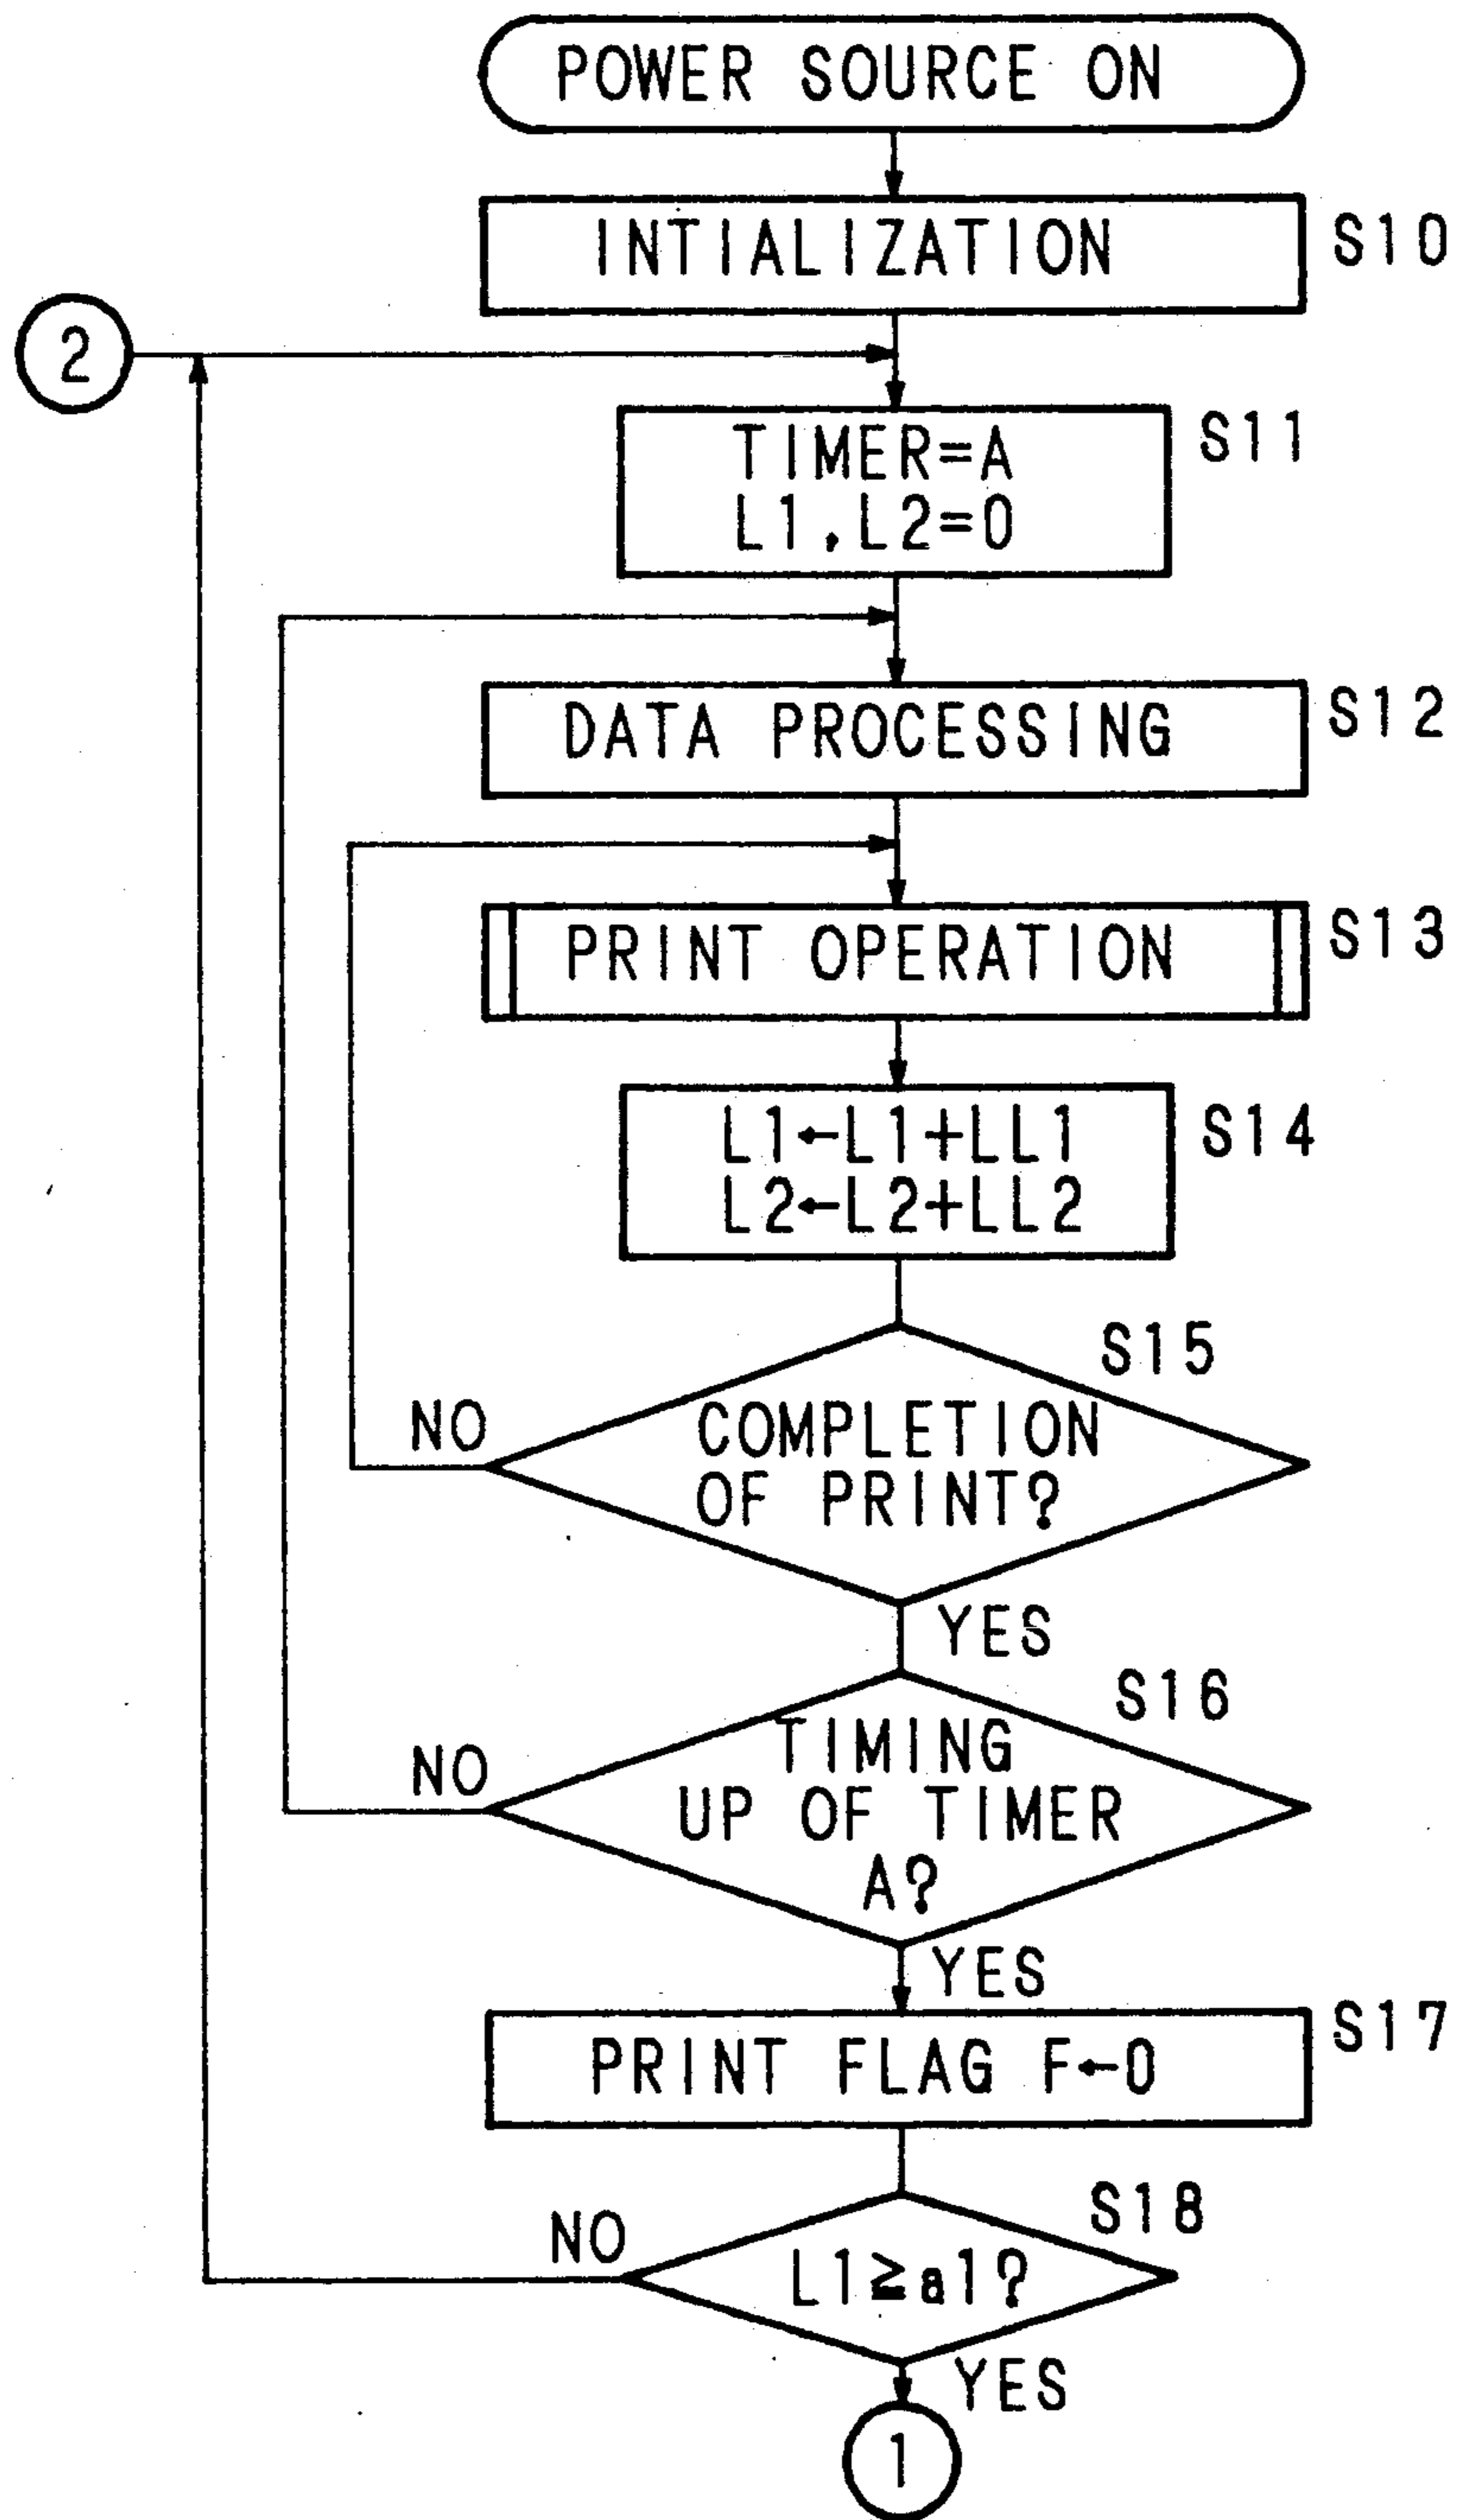 POWER SOURCE ON
INTIALIZATION
S10
2
TIMER=A
L1,L2=0
S11
DATA PROCESSING
S12
PRINT OPERATION
S13
L1←L1+LL1
L2←L2+LL2
S14
S15
COMPLETION
OF PRINT?
NO
YES
S16
TIMING
UP OF TIMER
A?
NO
YES
PRINT FLAG F←0
S17
S18
L1≧a1?
NO
YES
1